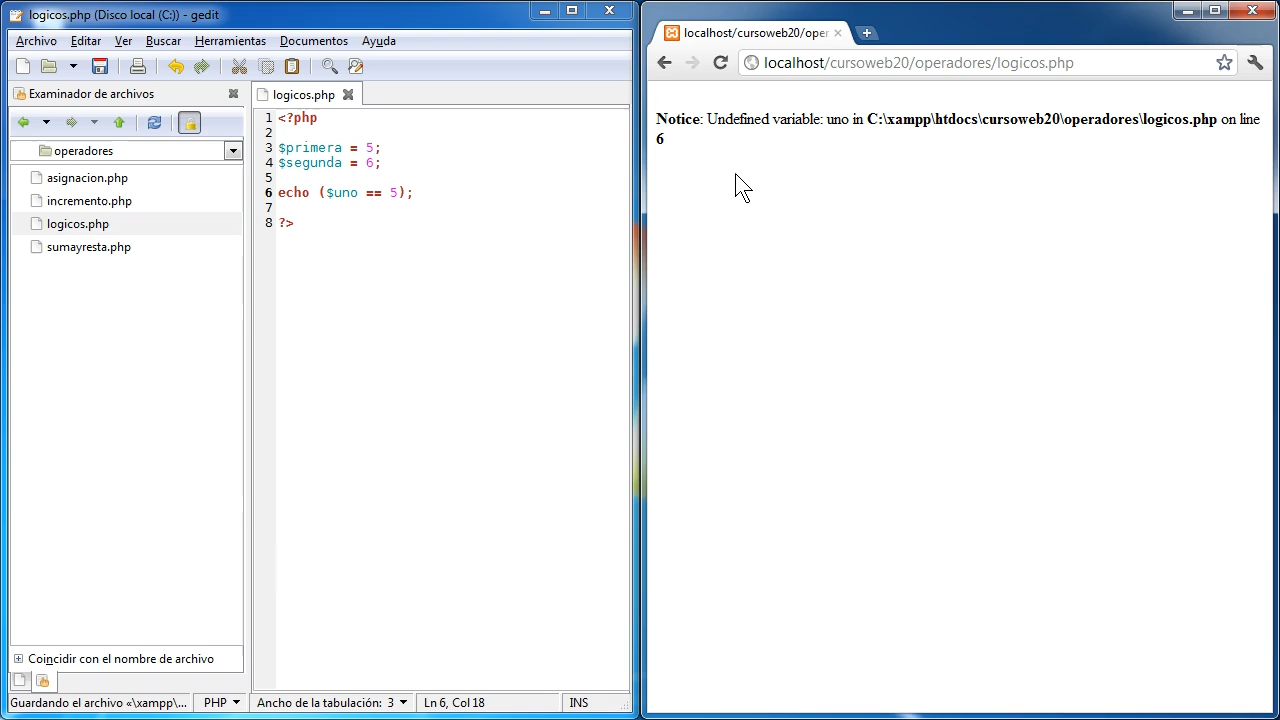 logicos.php (Disco local (C:)) - gedit
Archivo Editar Ver Buscar Herramientas Documentos Ayuda
Examinador de archivos
operadores
asignacion.php
incremento.php
logicos.php
sumayresta.php
Coincidir con el nombre de archivo
logicos.php
1 <?php
2
3 $primera = 5;
4 $segunda = 6;
5
6 echo ($uno == 5);
7
8 ?>
Guardando el archivo «\xampp\... PHP Ancho de la tabulación: 3 Ln 6, Col 18 INS
localhost/cursoweb20/oper
localhost/cursoweb20/operadores/logicos.php
Notice: Undefined variable: uno in C:\xampp\htdocs\cursoweb20\operadores\logicos.php on line
6